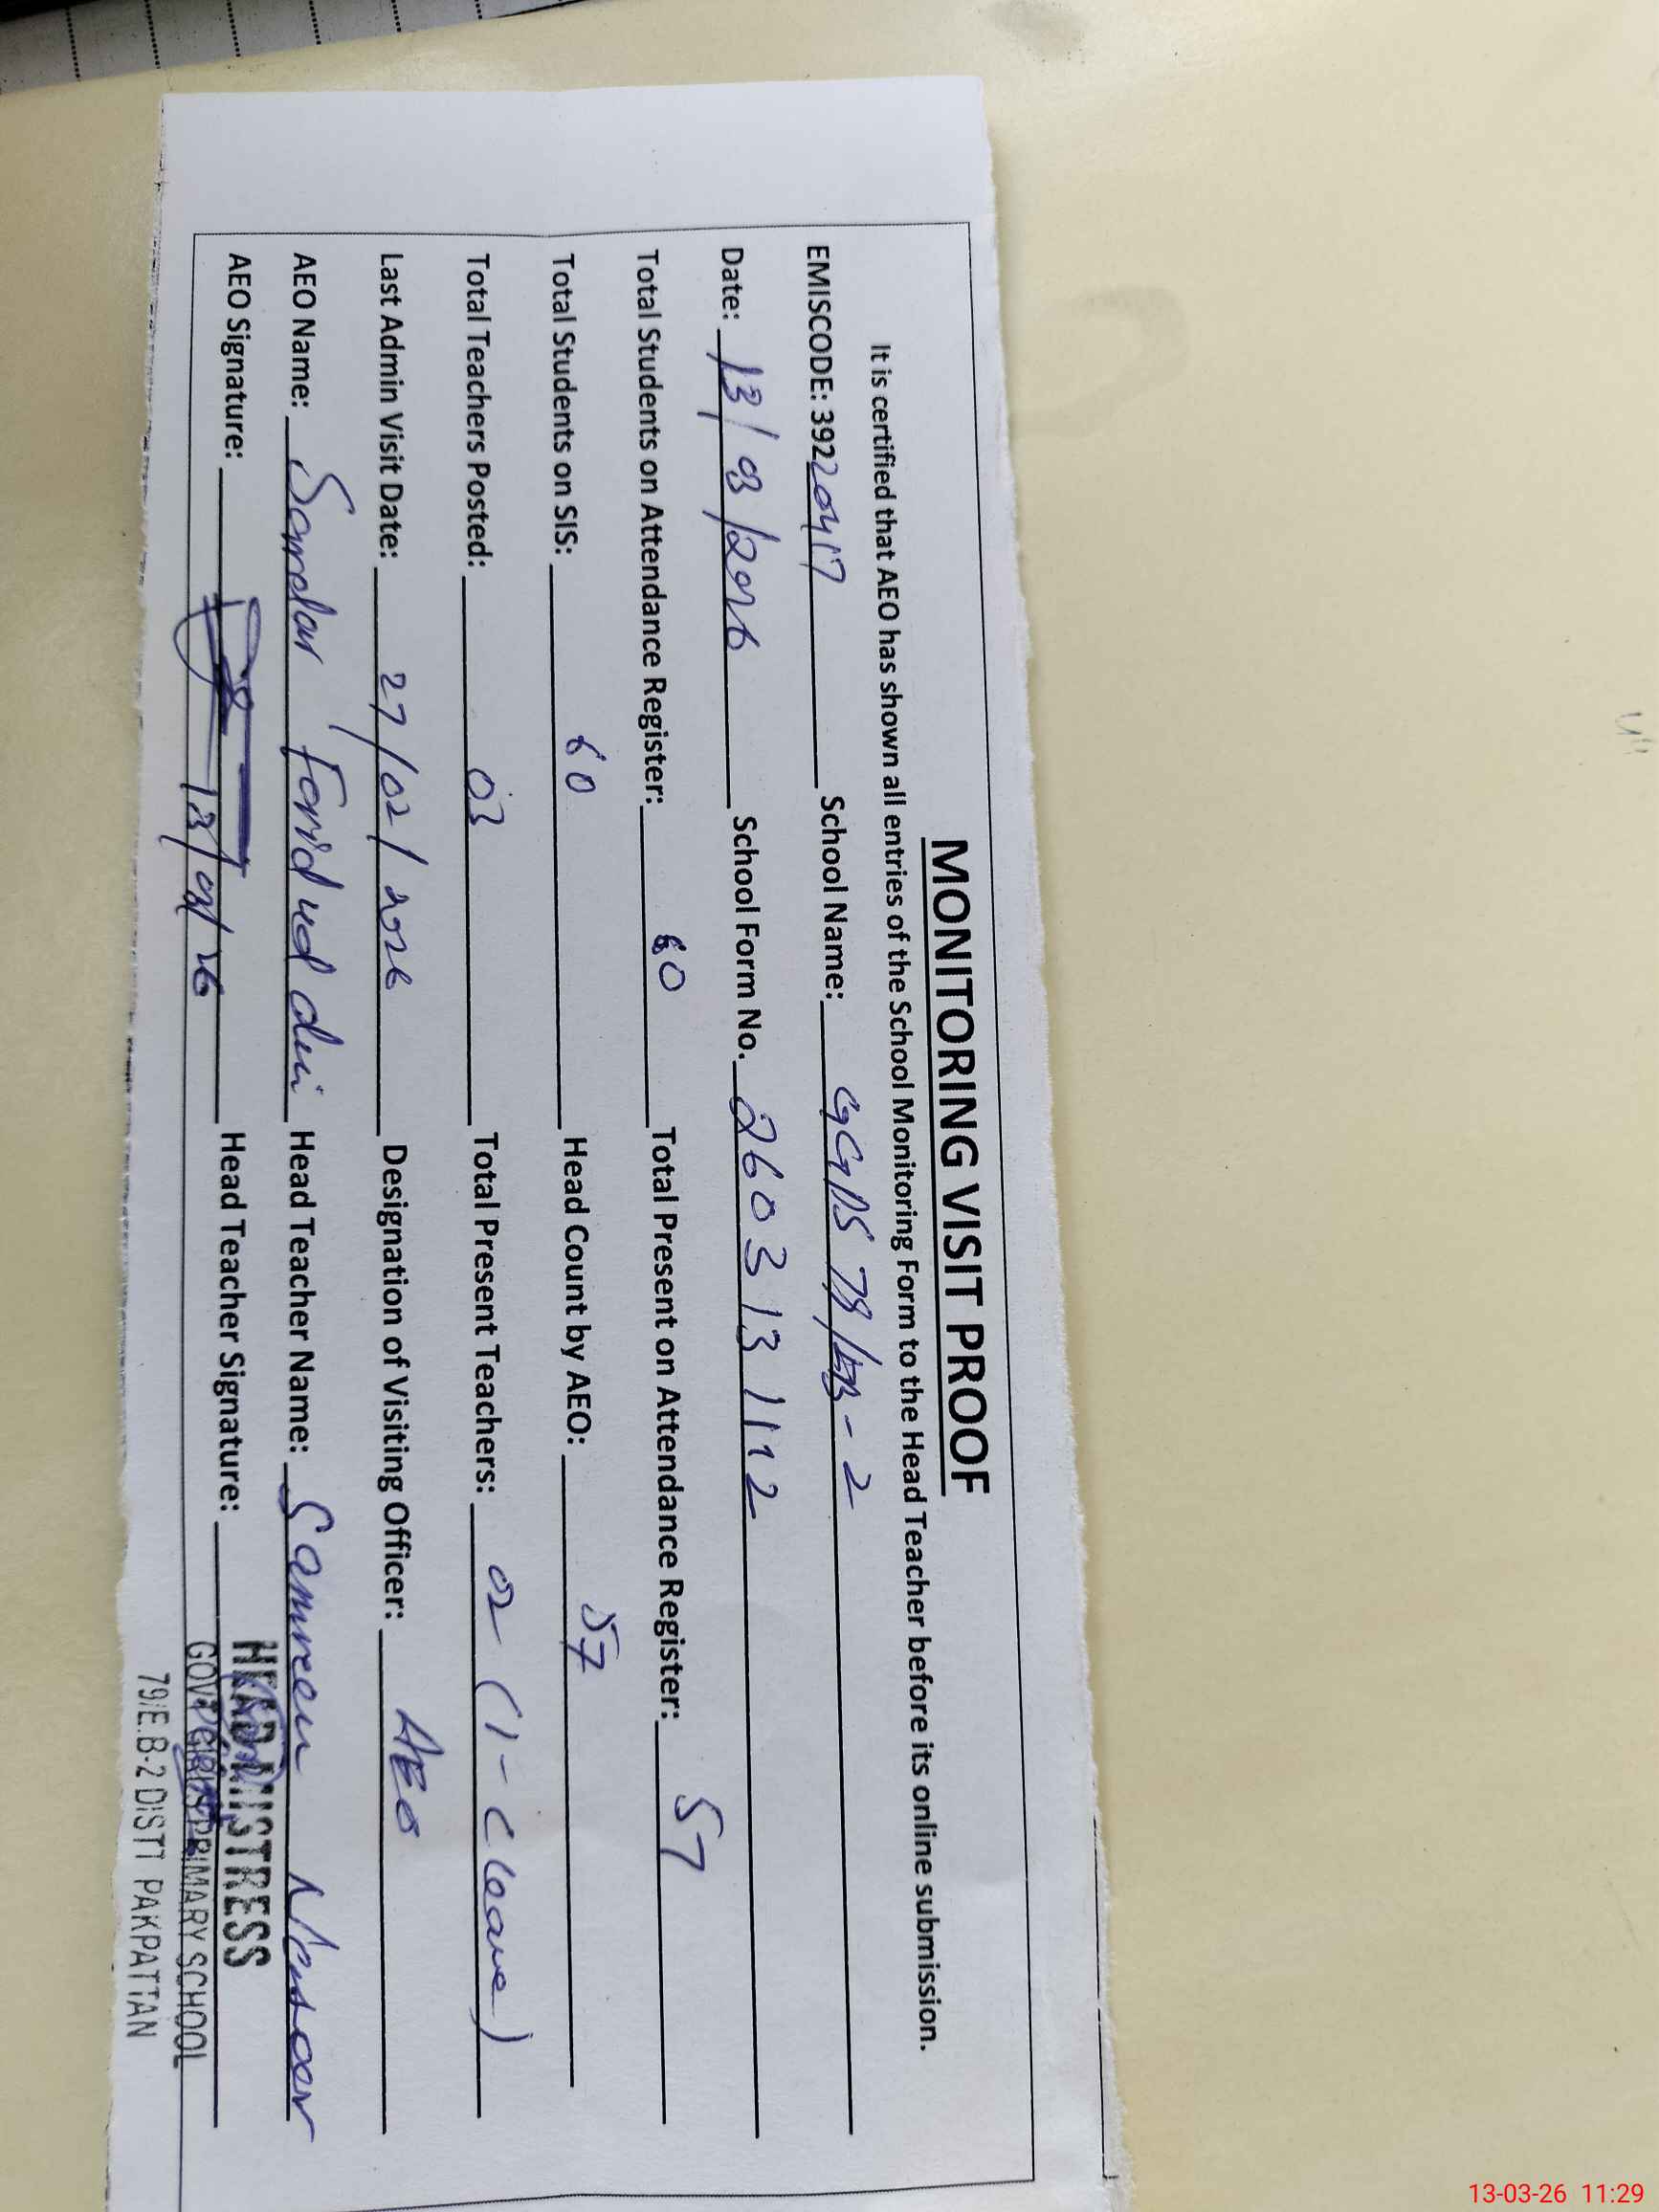 MONITORING VISIT PROOF
It is certified that AEO has shown all entries of the School Monitoring Form to the Head Teacher before its online submission.
EMISCODE: 39220417 School Name: GGPS 79/EB-2
Date: 13/03/2026 School Form No. 2603131112
Total Students on Attendance Register: 60 Total Present on Attendance Register: 57
Total Students on SIS: 60 Head Count by AEO: 57
Total Teachers Posted: 03 Total Present Teachers: 02 (1-C leave)
Last Admin Visit Date: 27/02/2026 Designation of Visiting Officer: AEO
AEO Name: Sardar Farid ud din Head Teacher Name: Samreen
AEO Signature: 13/03/26 Head Teacher Signature:
HEAD MISTRESS
GOVT GIRLS PRIMARY SCHOOL
79/E.B-2 DISTT PAKPATTAN
13-03-26 11:29